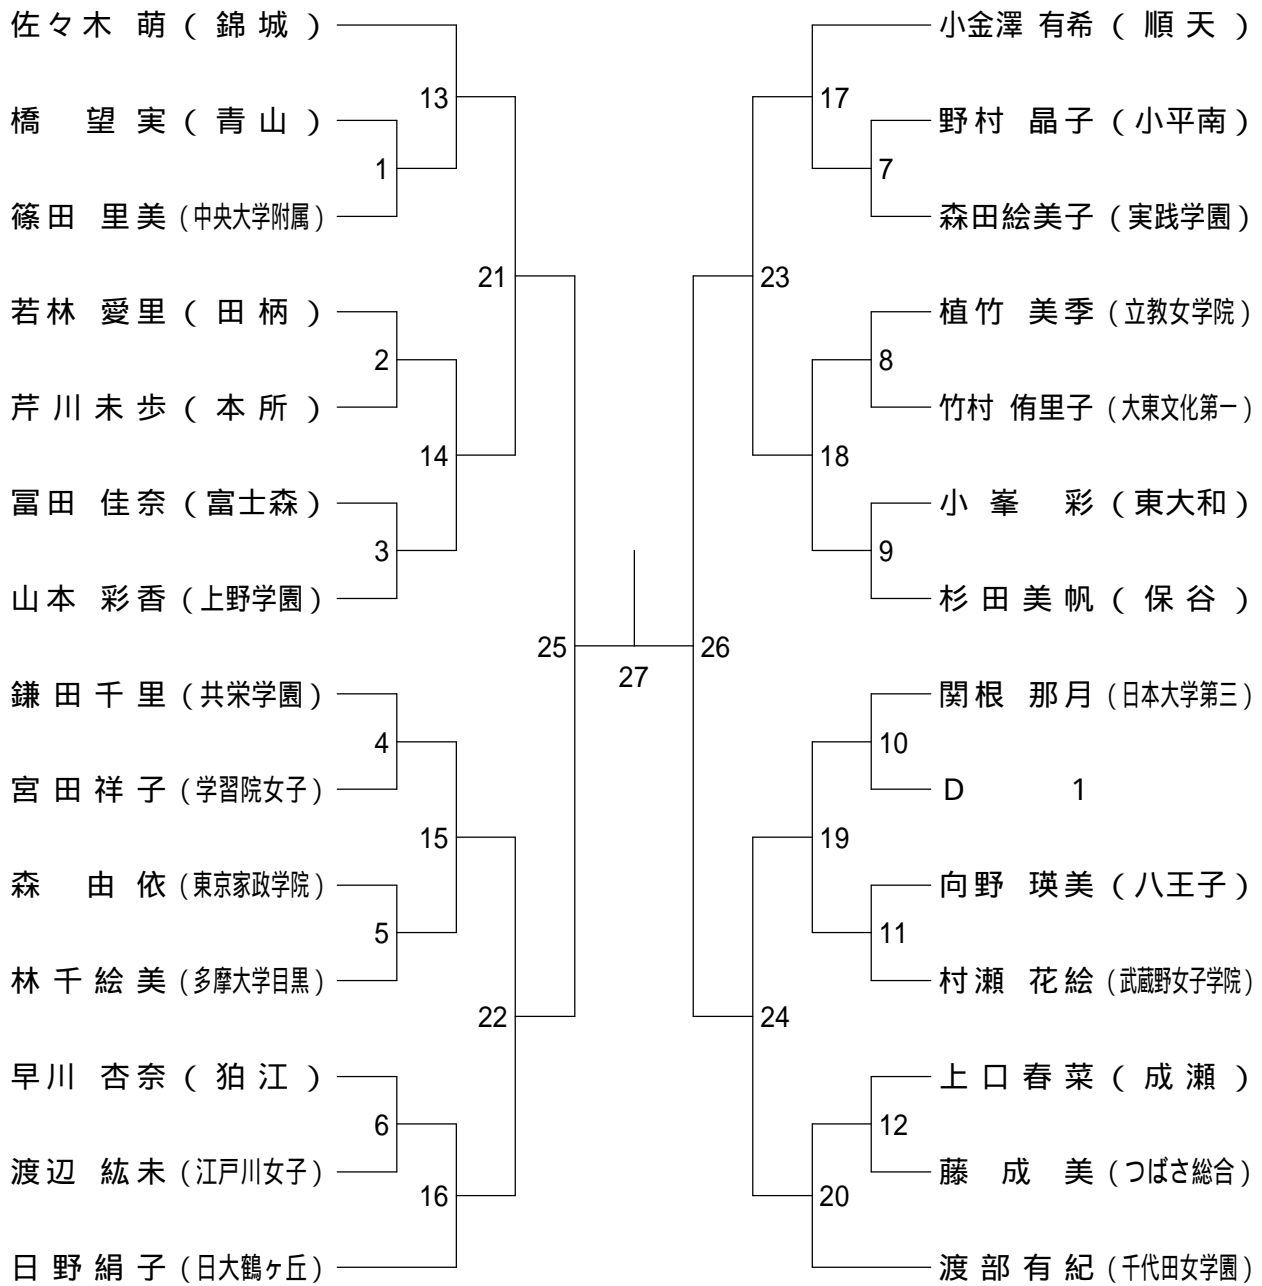 佐々木 萌 ( 錦 城 )
橋 望 実 ( 青 山 )
篠田 里美 (中央大学附属)
若林 愛里 ( 田 柄 )
芹川未歩 ( 本 所 )
冨田 佳奈 (富士森)
山本 彩香 (上野学園)
鎌田千里 (共栄学園)
宮田祥子 (学習院女子)
森 由 依 (東京家政学院)
林千絵美 (多摩大学目黒)
早川 杏奈 ( 狛 江 )
渡辺 紘未 (江戸川女子)
日野絹子 (日大鶴ヶ丘)
1
2
3
4
5
6
13
14
15
16
21
22
25
27
26
23
24
17
18
19
20
7
8
9
10
11
12
小金澤 有希 ( 順 天 )
野村 晶子 (小平南)
森田絵美子 (実践学園)
植竹 美季 (立教女学院)
竹村 侑里子 (大東文化第一)
小 峯 彩 (東大和)
杉田美帆 ( 保 谷 )
関根 那月 (日本大学第三)
D 1
向野 瑛美 (八王子)
村瀬 花絵 (武蔵野女子学院)
上口春菜 ( 成 瀬 )
藤 成 美 (つばさ総合)
渡部有紀 (千代田女学園)